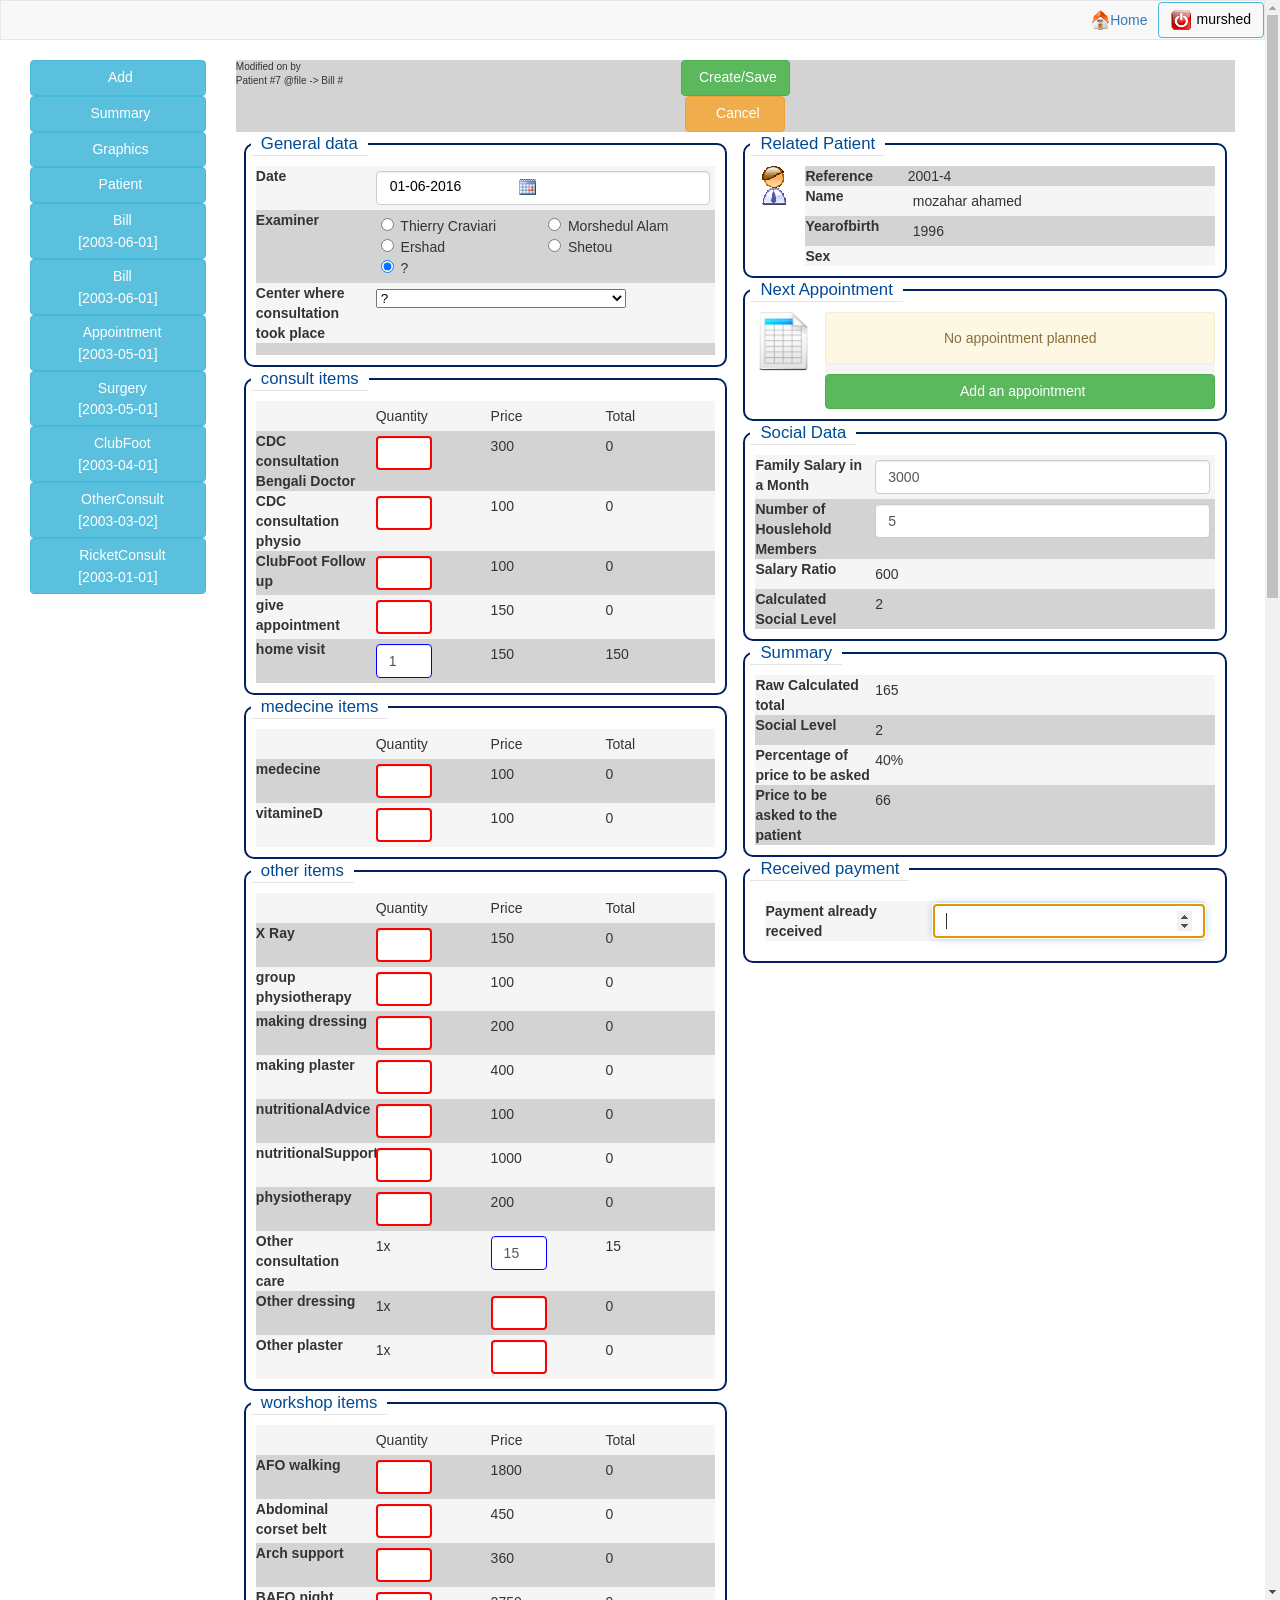 Home
murshed
Add
Summary
Graphics
Patient
Bill
[2003-06-01]
Bill
[2003-06-01]
Appointment
[2003-05-01]
Surgery
[2003-05-01]
ClubFoot
[2003-04-01]
OtherConsult
[2003-03-02]
RicketConsult
[2003-01-01]
Modified on by
Patient #7 @file -> Bill #
Create/Save
Cancel
General data
Date 01-06-2016
Examiner
Thierry Craviari Morshedul Alam
Ershad Shetou
?
Center where
consultation
took place
?
consult items
Quantity Price Total
CDC
consultation
Bengali Doctor
300 0
CDC
consultation
physio
100 0
ClubFoot Follow
up
100 0
give
appointment
150 0
home visit 1 150 150
medecine items
Quantity Price Total
medecine 100 0
vitamineD 100 0
other items
Quantity Price Total
X Ray 150 0
group
physiotherapy
100 0
making dressing 200 0
making plaster 400 0
nutritionalAdvice 100 0
nutritionalSupport 1000 0
physiotherapy 200 0
Other
consultation
care
1x 15 15
Other dressing 1x 0
Other plaster 1x 0
workshop items
Quantity Price Total
AFO walking 1800 0
Abdominal
corset belt
450 0
Arch support 360 0
BAFO night
Related Patient
Reference 2001-4
Name mozahar ahamed
Yearofbirth 1996
Sex
Next Appointment
No appointment planned
Add an appointment
Social Data
Family Salary in
a Month
3000
Number of
Houslehold
Members
5
Salary Ratio 600
Calculated
Social Level
2
Summary
Raw Calculated
total
165
Social Level 2
Percentage of
price to be asked
40%
Price to be
asked to the
patient
66
Received payment
Payment already
received